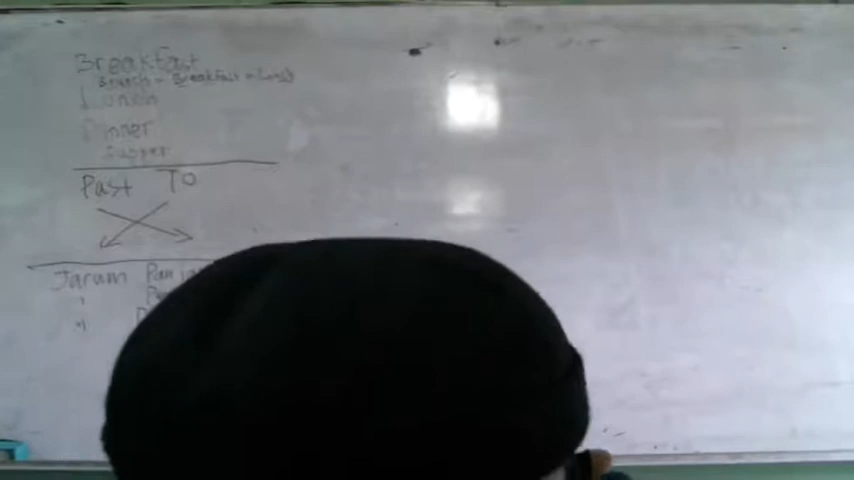 Breakfast
Brunch = Breakfast + Lunch
Lunch
Dinner
Supper
Past To
Jaram